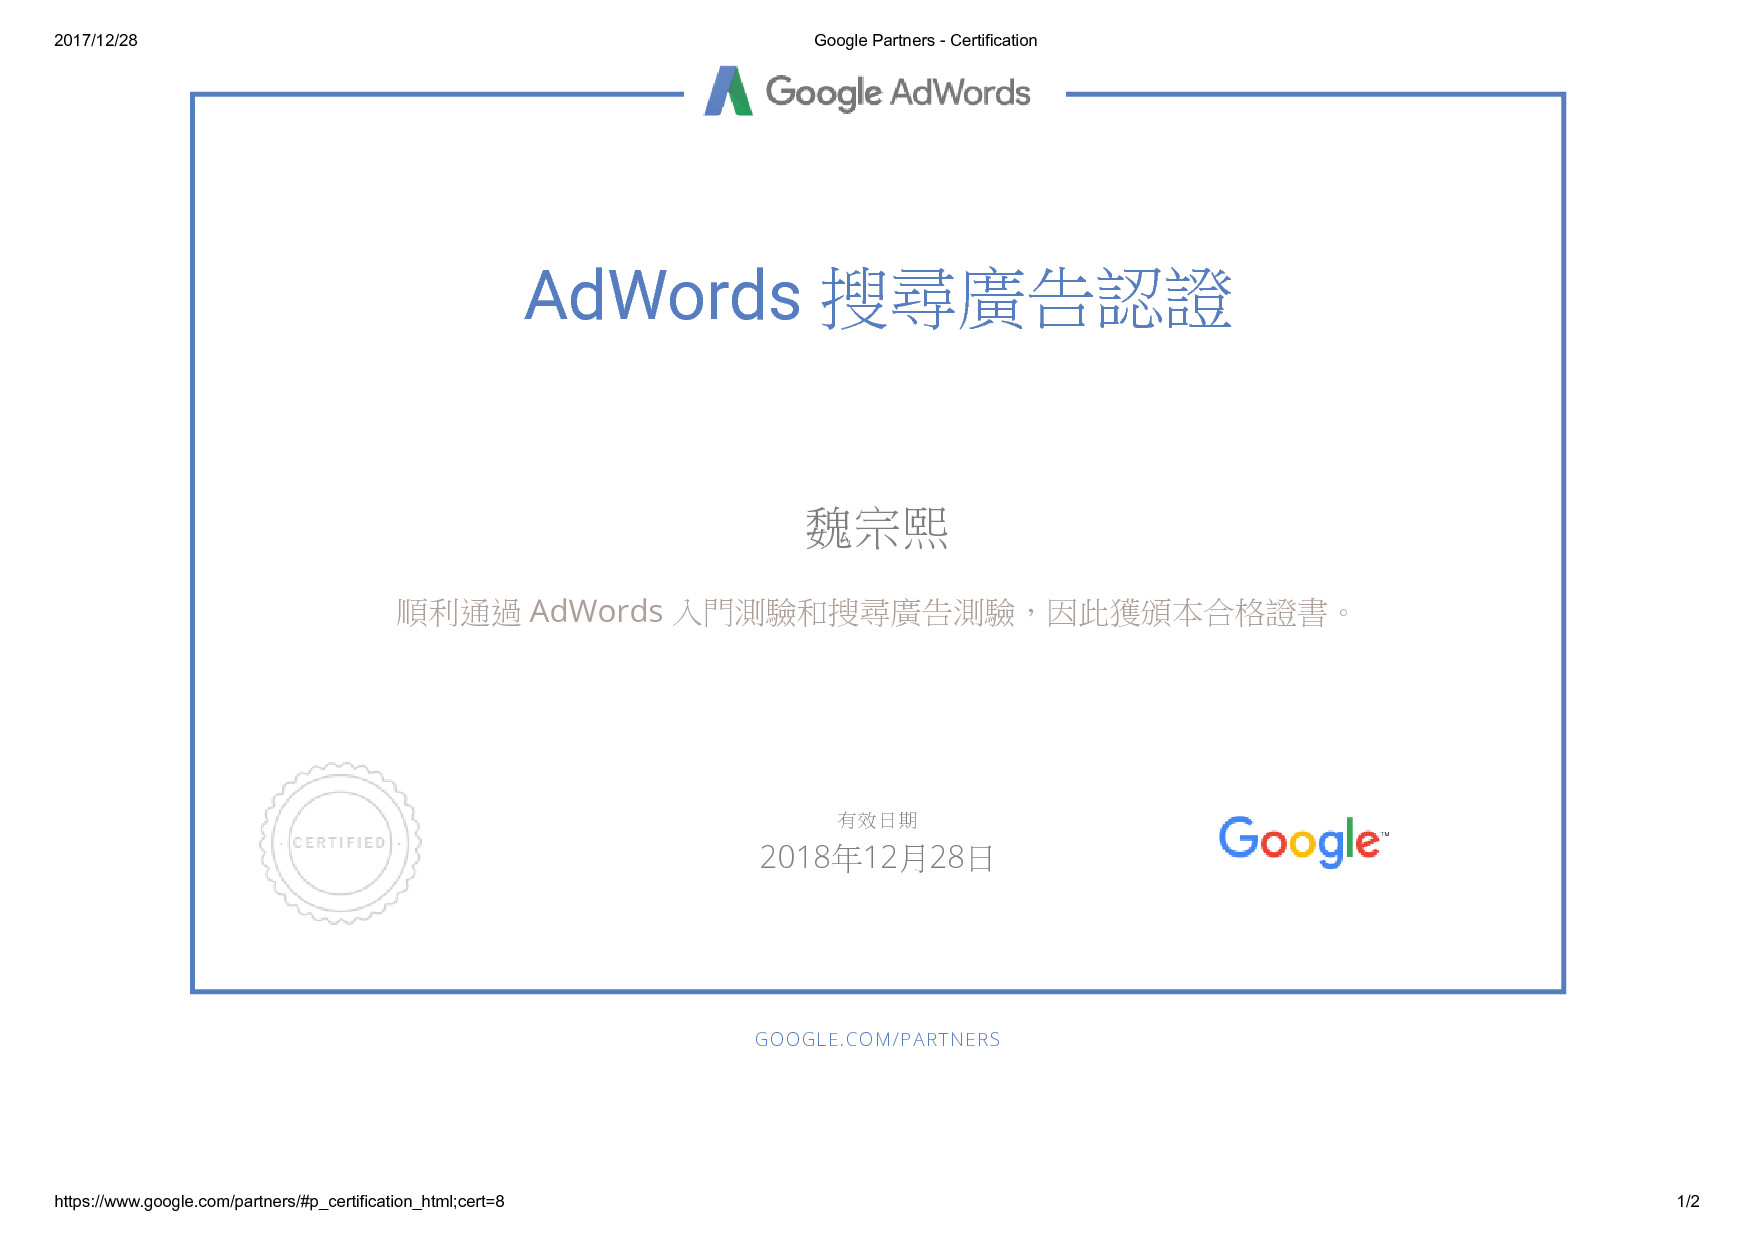 2017/12/28
Google Partners - Certification
Google AdWords
AdWords 搜尋廣告認證
魏宗熙
順利通過 AdWords 入門測驗和搜尋廣告測驗，因此獲頒本合格證書。
· CERTIFIED ·
有效日期
2018年12月28日
Google™
GOOGLE.COM/PARTNERS
https://www.google.com/partners/#p_certification_html;cert=8
1/2